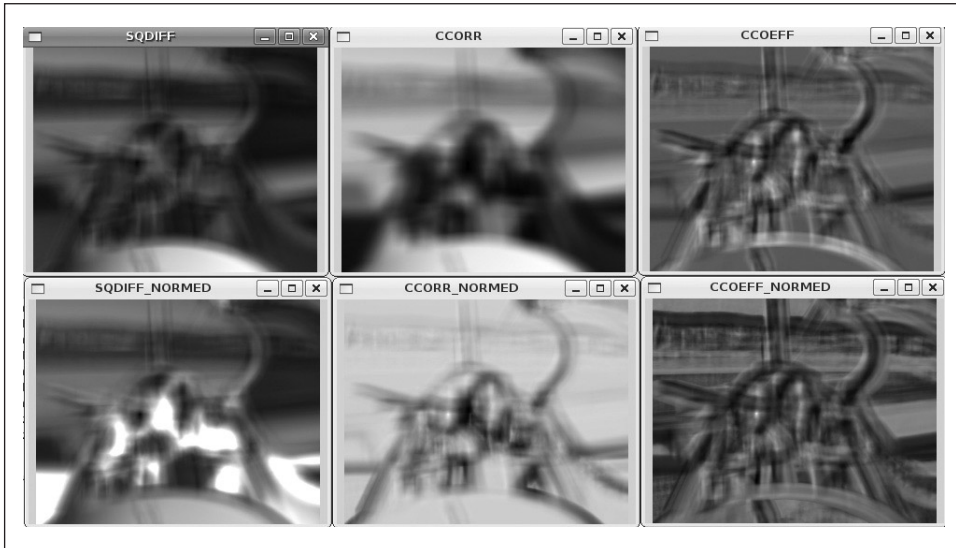 SQDIFF
CCORR
CCOEFF
SQDIFF_NORMED
CCORR_NORMED
CCOEFF_NORMED